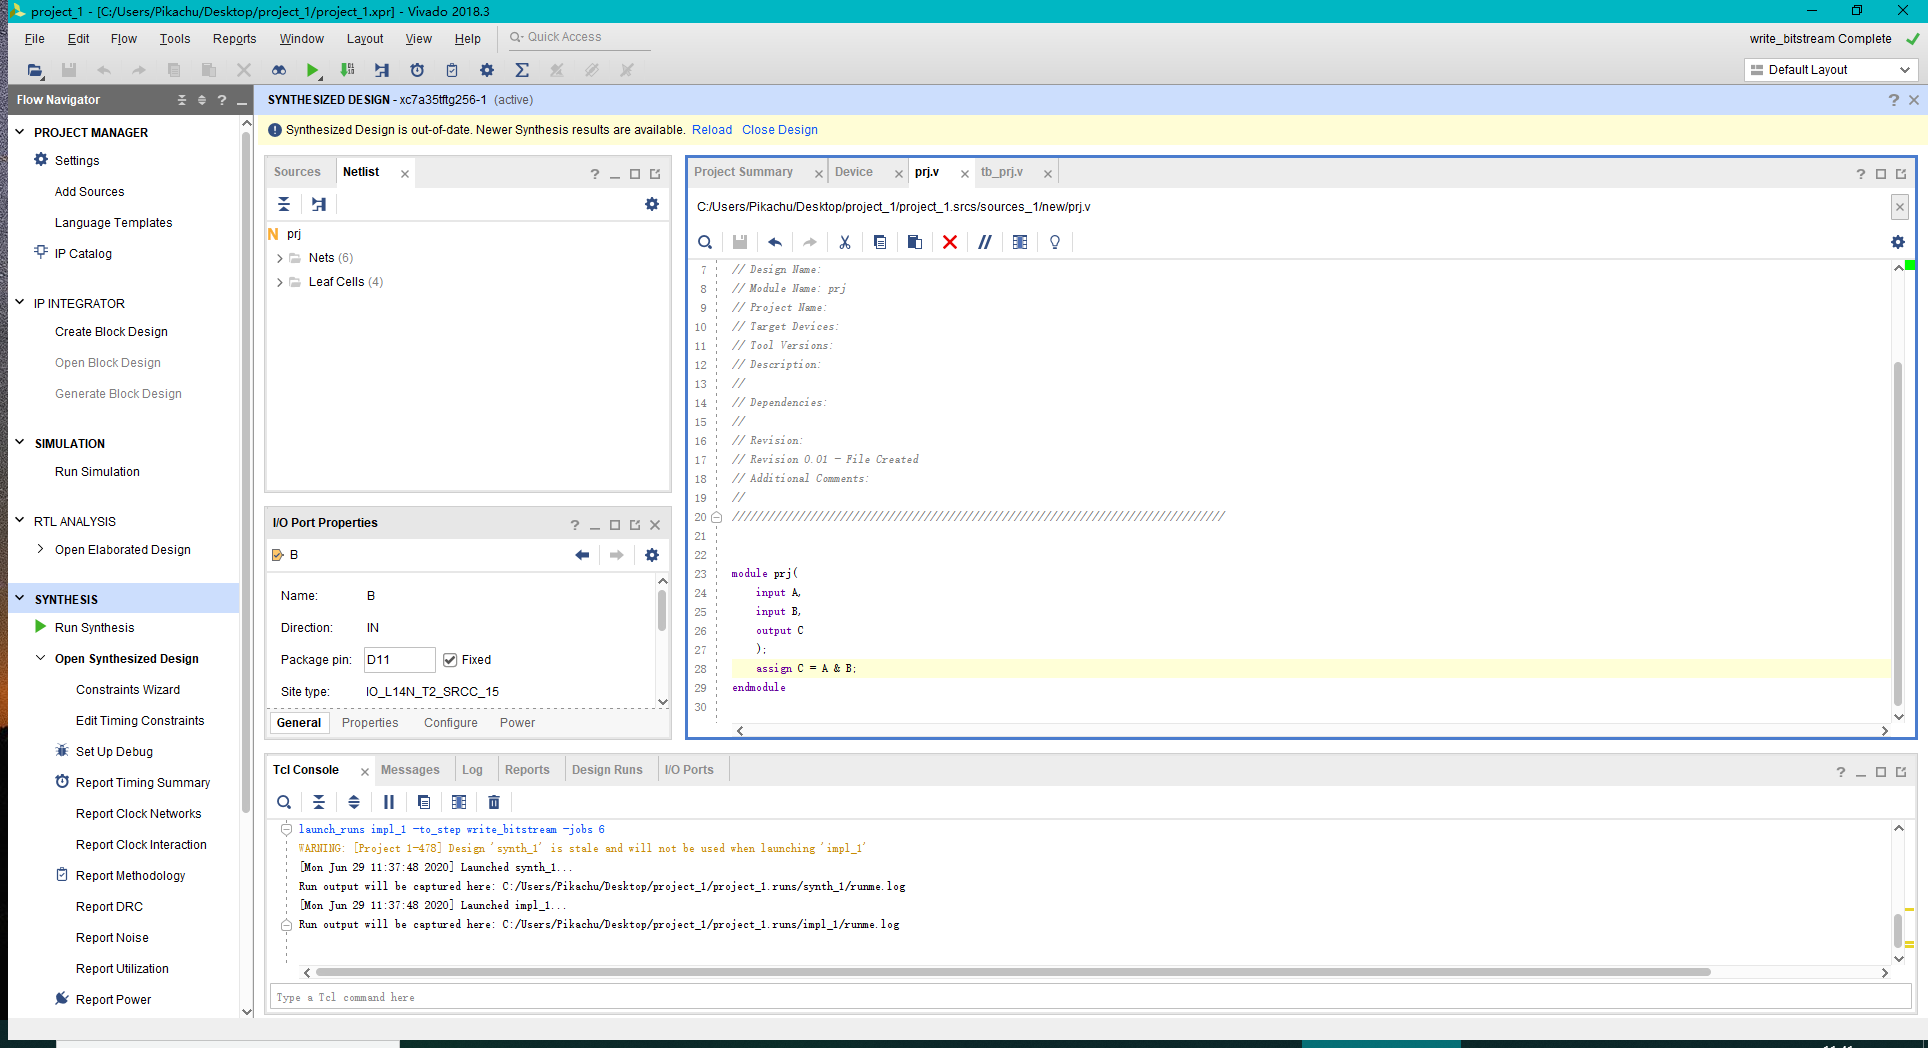 project_1 - [C:/Users/Pikachu/Desktop/project_1/project_1.xpr] - Vivado 2018.3
File Edit Flow Tools Reports Window Layout View Help Quick Access
write_bitstream Complete
Default Layout
Flow Navigator
PROJECT MANAGER
Settings
Add Sources
Language Templates
IP Catalog
IP INTEGRATOR
Create Block Design
Open Block Design
Generate Block Design
SIMULATION
Run Simulation
RTL ANALYSIS
Open Elaborated Design
SYNTHESIS
Run Synthesis
Open Synthesized Design
Constraints Wizard
Edit Timing Constraints
Set Up Debug
Report Timing Summary
Report Clock Networks
Report Clock Interaction
Report Methodology
Report DRC
Report Noise
Report Utilization
Report Power
SYNTHESIZED DESIGN - xc7a35tftg256-1 (active)
Synthesized Design is out-of-date. Newer Synthesis results are available. Reload Close Design
Sources Netlist
N prj
Nets (6)
Leaf Cells (4)
I/O Port Properties
B
Name: B
Direction: IN
Package pin: D11 Fixed
Site type: IO_L14N_T2_SRCC_15
General Properties Configure Power
Project Summary Device prj.v tb_prj.v
C:/Users/Pikachu/Desktop/project_1/project_1.srcs/sources_1/new/prj.v
7 // Design Name:
8 // Module Name: prj
9 // Project Name:
10 // Target Devices:
11 // Tool Versions:
12 // Description:
13 //
14 // Dependencies:
15 //
16 // Revision:
17 // Revision 0.01 - File Created
18 // Additional Comments:
19 //
20 //////////////////////////////////////////////////////////////////////////////////
21
22
23 module prj(
24 input A,
25 input B,
26 output C
27 );
28 assign C = A & B;
29 endmodule
30
Tcl Console Messages Log Reports Design Runs I/O Ports
launch_runs impl_1 -to_step write_bitstream -jobs 6
WARNING: [Project 1-478] Design 'synth_1' is stale and will not be used when launching 'impl_1'
[Mon Jun 29 11:37:48 2020] Launched synth_1...
Run output will be captured here: C:/Users/Pikachu/Desktop/project_1/project_1.runs/synth_1/runme.log
[Mon Jun 29 11:37:48 2020] Launched impl_1...
Run output will be captured here: C:/Users/Pikachu/Desktop/project_1/project_1.runs/impl_1/runme.log
Type a Tcl command here